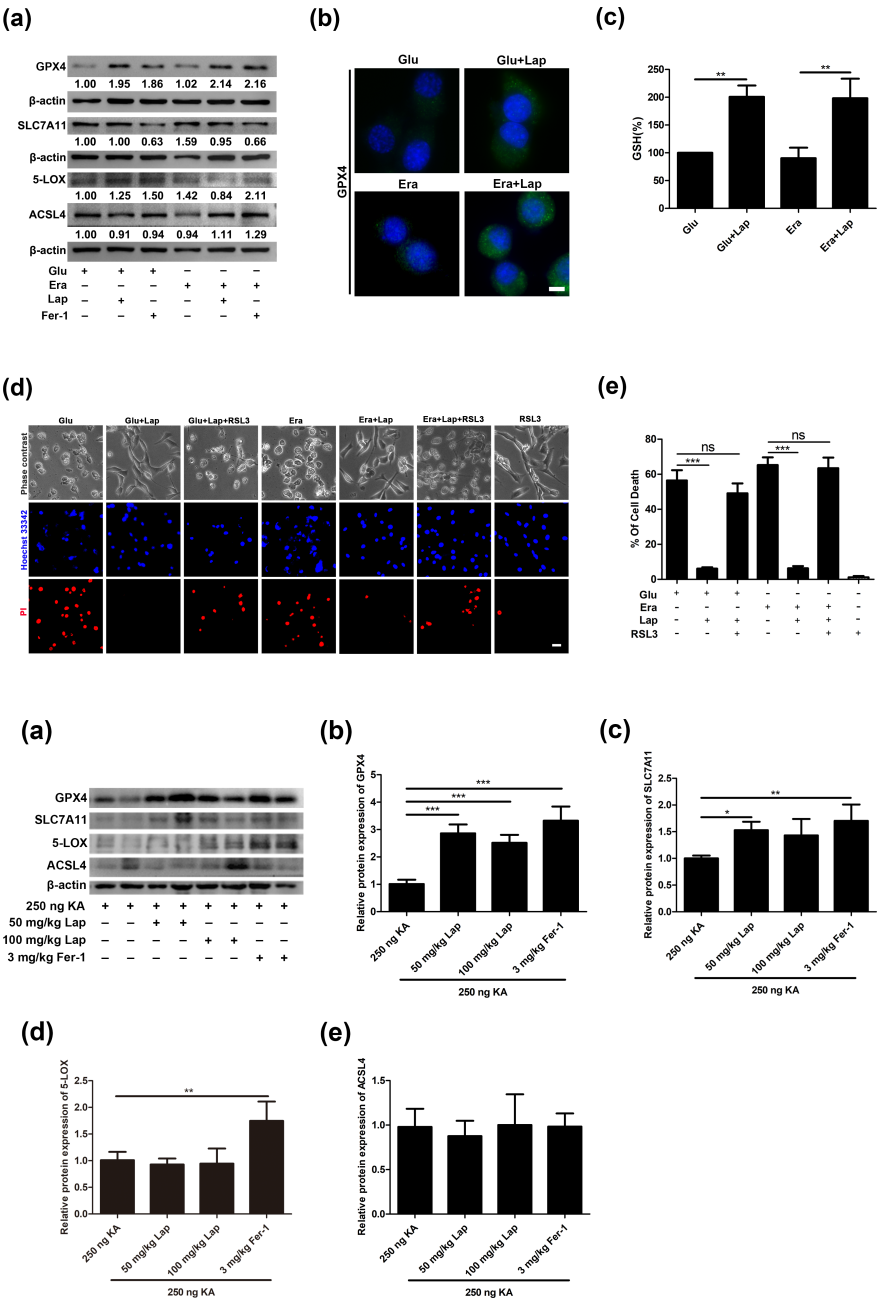 (a)
GPX4
1.00 1.95 1.86 1.02 2.14 2.16
β-actin
SLC7A11
1.00 1.00 0.63 1.59 0.95 0.66
β-actin
5-LOX
1.00 1.25 1.50 1.42 0.84 2.11
ACSL4
1.00 0.91 0.94 0.94 1.11 1.29
β-actin
Glu + + + – – –
Era – – – + + +
Lap – + – – + –
Fer-1 – – + – – +
(b)
Glu Glu+Lap
GPX4
Era Era+Lap
(c)
GSH(%)
250
200
150
100
50
0
** **
Glu Glu+Lap Era Era+Lap
(d)
Glu Glu+Lap Glu+Lap+RSL3 Era Era+Lap Era+Lap+RSL3 RSL3
Phase contrast
Hoechst 33342
PI
(e)
% Of Cell Death
80
60
40
20
0
ns ns
*** ***
Glu + + + - - - -
Era - - - + + + -
Lap - + + - + + -
RSL3 - - + - - + +
(a)
GPX4
SLC7A11
5-LOX
ACSL4
β-actin
250 ng KA + + + + + + + +
50 mg/kg Lap – – + + – – – –
100 mg/kg Lap – – – – + + – –
3 mg/kg Fer-1 – – – – – – + +
(b)
Relative protein expression of GPX4
5
4
3
2
1
0
***
***
***
250 ng KA 50 mg/kg Lap 100 mg/kg Lap 3 mg/kg Fer-1
250 ng KA
(c)
Relative protein expression of SLC7A11
2.5
2.0
1.5
1.0
0.5
0.0
**
*
250 ng KA 50 mg/kg Lap 100 mg/kg Lap 3 mg/kg Fer-1
250 ng KA
(d)
Relative protein expression of 5-LOX
2.5
2.0
1.5
1.0
0.5
0.0
**
250 ng KA 50 mg/kg Lap 100 mg/kg Lap 3 mg/kg Fer-1
250 ng KA
(e)
Relative protein expression of ACSL4
1.5
1.0
0.5
0.0
250 ng KA 50 mg/kg Lap 100 mg/kg Lap 3 mg/kg Fer-1
250 ng KA